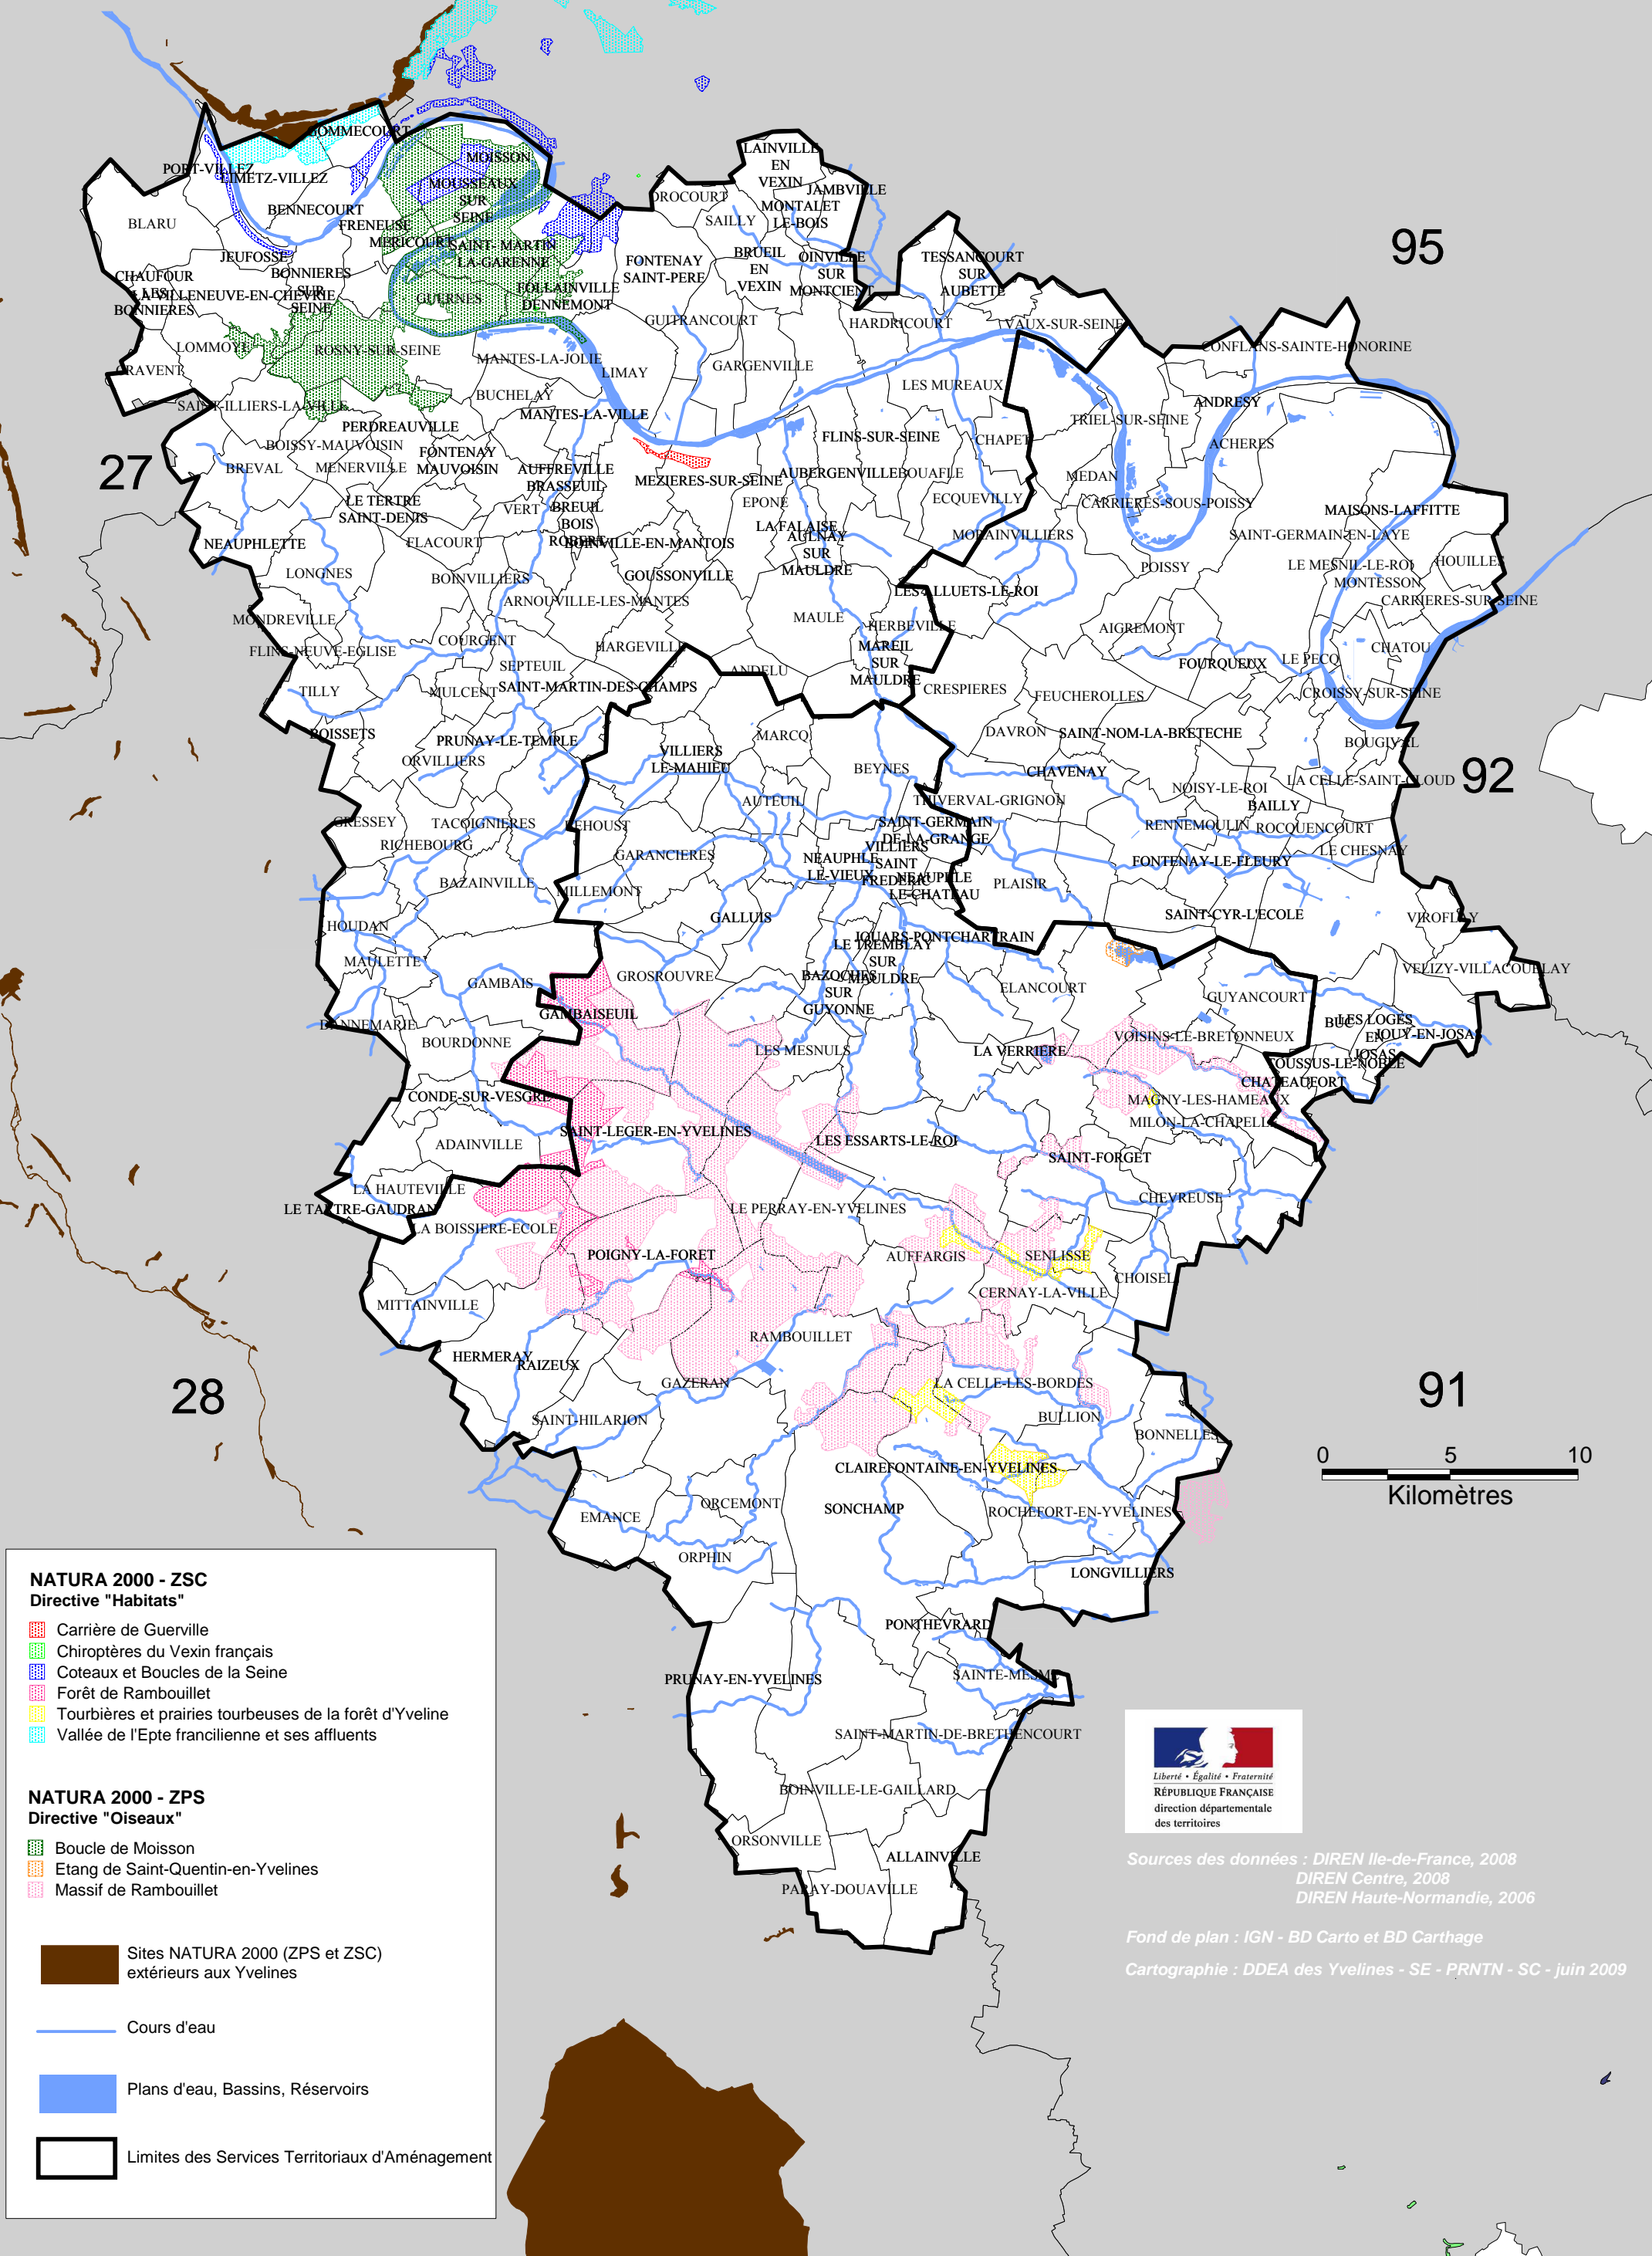 95
27
92
28
91
GOMMECOURT
PORT-VILLEZ
LIMETZ-VILLEZ
MOISSON
MOUSSEAUX
SUR
SEINE
BLARU
BENNECOURT
FRENEUSE
MERICOURT
SAINT- MARTIN
LA-GARENNE
JEUFOSSE
BONNIERES
SUR
SEINE
CHAUFOUR
LES
BONNIERES
LA-VILLENEUVE-EN-CHEVRIE
GUERNES
FOLLAINVILLE
DENNEMONT
FONTENAY
SAINT-PERE
DROCOURT
SAILLY
LAINVILLE
EN
VEXIN
JAMBVILLE
MONTALET
LE-BOIS
BRUEIL
EN
VEXIN
OINVILLE
SUR
MONTCIENT
TESSANCOURT
SUR
AUBETTE
GUITRANCOURT
HARDRICOURT
VAUX-SUR-SEINE
LOMMOYE
CRAVENT
ROSNY-SUR-SEINE
MANTES-LA-JOLIE
LIMAY
GARGENVILLE
CONFLANS-SAINTE-HONORINE
LES MUREAUX
BUCHELAY
ANDRESY
SAINT-ILLIERS-LA-VILLE
MANTES-LA-VILLE
TRIEL-SUR-SEINE
PERDREAUVILLE
FLINS-SUR-SEINE
CHAPET
ACHERES
BOISSY-MAUVOISIN
FONTENAY
MAUVOISIN
BREVAL
MENERVILLE
AUFFREVILLE
BRASSEUIL
MEZIERES-SUR-SEINE
AUBERGENVILLE
BOUAFLE
MEDAN
LE TERTRE
SAINT-DENIS
VERT
BREUIL
BOIS
ROBERT
EPONE
ECQUEVILLY
CARRIERES-SOUS-POISSY
MAISONS-LAFFITTE
LA FALAISE
AULNAY
SUR
MAULDRE
MORAINVILLIERS
SAINT-GERMAIN-EN-LAYE
NEAUPHLETTE
FLACOURT
BOINVILLE-EN-MANTOIS
HOUILLES
LE MESNIL-LE-ROI
POISSY
LONGNES
BOINVILLIERS
GOUSSONVILLE
MONTESSON
LES-ALLUETS-LE-ROI
ARNOUVILLE-LES-MANTES
CARRIERES-SUR-SEINE
MONDREVILLE
MAULE
HERBEVILLE
AIGREMONT
COURGENT
HARGEVILLE
MAREIL
SUR
MAULDRE
CHATOU
FLINS-NEUVE-EGLISE
LE PECQ
SEPTEUIL
ANDELU
FOURQUEUX
TILLY
MULCENT
SAINT-MARTIN-DES-CHAMPS
CRESPIERES
FEUCHEROLLES
CROISSY-SUR-SEINE
BOISSETS
PRUNAY-LE-TEMPLE
MARCQ
DAVRON
SAINT-NOM-LA-BRETECHE
BOUGIVAL
ORVILLIERS
VILLIERS
LE-MAHIEU
BEYNES
CHAVENAY
LA CELLE-SAINT-CLOUD
NOISY-LE-ROI
AUTEUIL
THIVERVAL-GRIGNON
BAILLY
GRESSEY
TACOIGNIERES
BEHOUST
SAINT-GERMAIN
DE-LA-GRANGE
RENNEMOULIN
ROCQUENCOURT
RICHEBOURG
GARANCIERES
NEAUPHLE
LE-VIEUX
VILLIERS
SAINT
FREDERIC
LE CHESNAY
FONTENAY-LE-FLEURY
BAZAINVILLE
MILLEMONT
NEAUPHLE
LE-CHATEAU
PLAISIR
GALLUIS
SAINT-CYR-L'ECOLE
VIROFLAY
HOUDAN
JOUARS-PONTCHARTRAIN
LE TREMBLAY
SUR
MAULDRE
MAULETTE
VELIZY-VILLACOUBLAY
GAMBAIS
GROSROUVRE
BAZOCHES
SUR
GUYONNE
ELANCOURT
GUYANCOURT
GAMBAISEUIL
DANNEMARIE
BUC
LES LOGES
EN
JOSAS
JOUY-EN-JOSAS
BOURDONNE
LES MESNULS
LA VERRIERE
VOISINS-LE-BRETONNEUX
TOUSSUS-LE-NOBLE
CHATEAUFORT
CONDE-SUR-VESGRE
MAGNY-LES-HAMEAUX
MILON-LA-CHAPELLE
ADAINVILLE
SAINT-LEGER-EN-YVELINES
LES ESSARTS-LE-ROI
SAINT-FORGET
LA HAUTEVILLE
CHEVREUSE
LE TARTRE-GAUDRAN
LE PERRAY-EN-YVELINES
LA BOISSIERE-ECOLE
POIGNY-LA-FORET
AUFFARGIS
SENLISSE
CHOISEL
MITTAINVILLE
CERNAY-LA-VILLE
RAMBOUILLET
HERMERAY
RAIZEUX
GAZERAN
LA CELLE-LES-BORDES
SAINT-HILARION
BULLION
BONNELLES
CLAIREFONTAINE-EN-YVELINES
ORCEMONT
SONCHAMP
EMANCE
ROCHEFORT-EN-YVELINES
ORPHIN
LONGVILLIERS
PONTHEVRARD
PRUNAY-EN-YVELINES
SAINTE-MESME
SAINT-MARTIN-DE-BRETHENCOURT
BOINVILLE-LE-GAILLARD
ORSONVILLE
ALLAINVILLE
PARAY-DOUAVILLE
0 5 10
Kilomètres
NATURA 2000 - ZSC
Directive "Habitats"
Carrière de Guerville
Chiroptères du Vexin français
Coteaux et Boucles de la Seine
Forêt de Rambouillet
Tourbières et prairies tourbeuses de la forêt d'Yveline
Vallée de l'Epte francilienne et ses affluents
NATURA 2000 - ZPS
Directive "Oiseaux"
Boucle de Moisson
Etang de Saint-Quentin-en-Yvelines
Massif de Rambouillet
Sites NATURA 2000 (ZPS et ZSC)
extérieurs aux Yvelines
Cours d'eau
Plans d'eau, Bassins, Réservoirs
Limites des Services Territoriaux d'Aménagement
Liberté • Égalité • Fraternité
RÉPUBLIQUE FRANÇAISE
direction départementale
des territoires
Sources des données : DIREN Ile-de-France, 2008
DIREN Centre, 2008
DIREN Haute-Normandie, 2006
Fond de plan : IGN - BD Carto et BD Carthage
Cartographie : DDEA des Yvelines - SE - PRNTN - SC - juin 2009